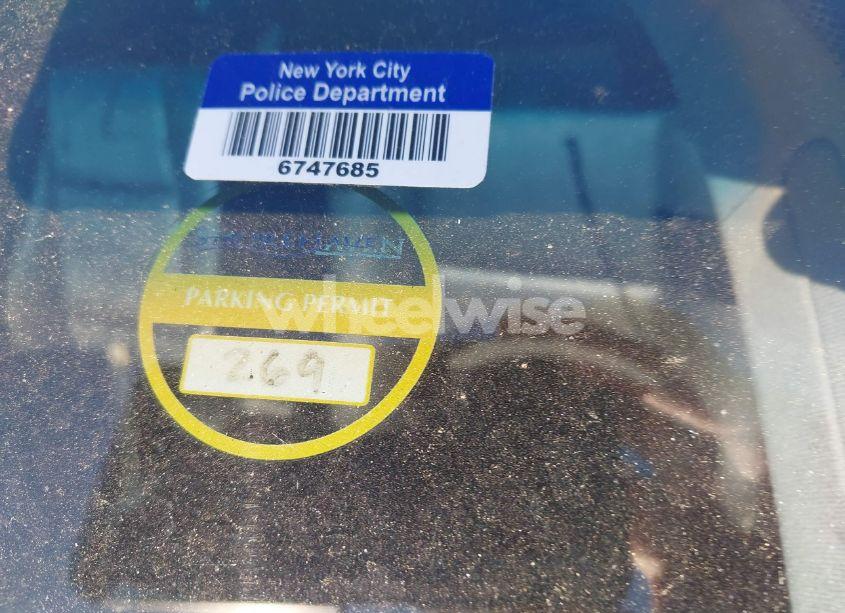 New York City
Police Department
6747685
PARKING PERMIT
wheelwise
269